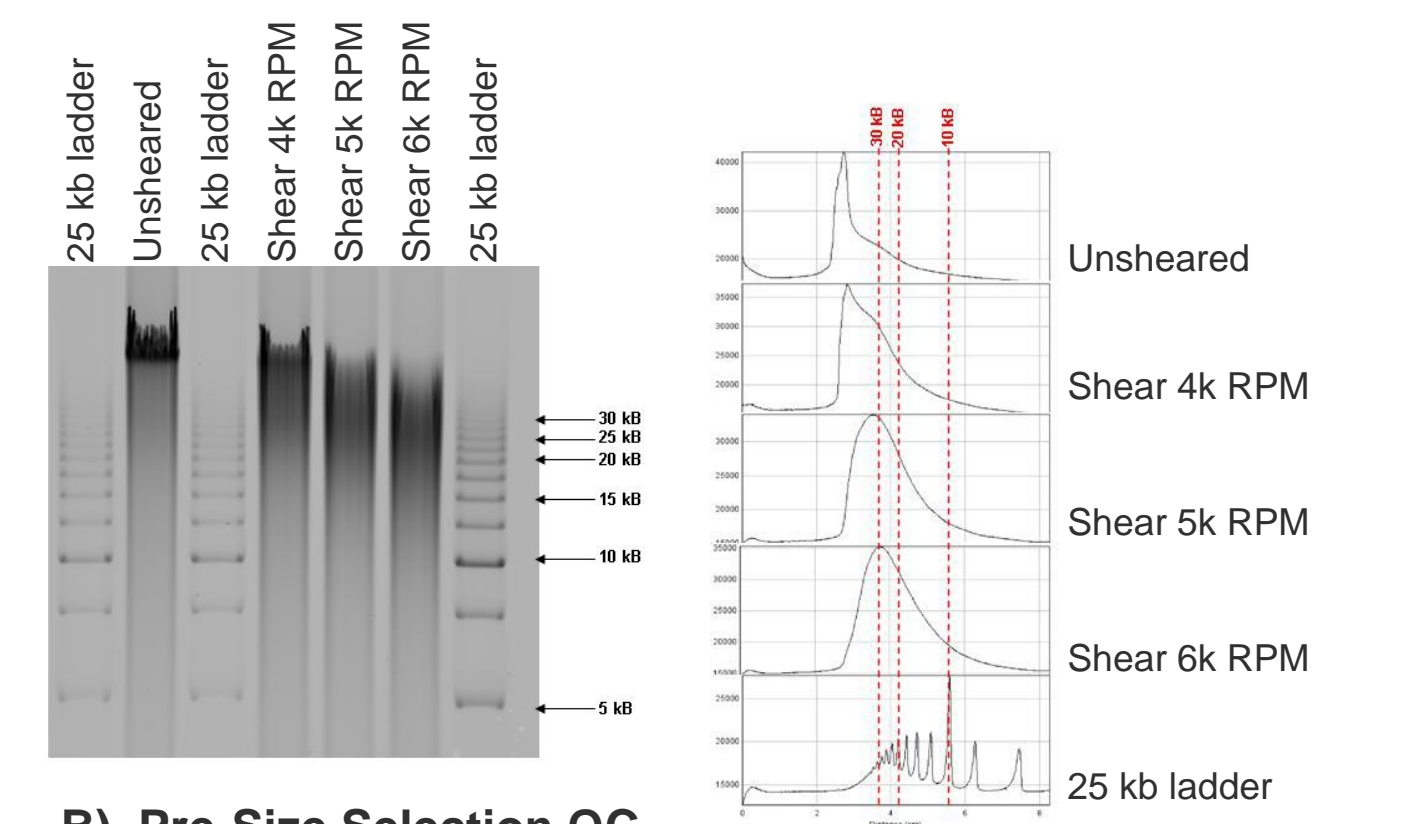 25 kb ladder
Unsheared
25 kb ladder
Shear 4k RPM
Shear 5k RPM
Shear 6k RPM
25 kb ladder
30 kB
25 kB
20 kB
15 kB
10 kB
5 kB
30 kB
20 kB
10 kB
40000
30000
20000
Unsheared
35000
30000
25000
20000
Shear 4k RPM
30000
25000
20000
15000
Shear 5k RPM
35000
30000
25000
20000
15000
Shear 6k RPM
25000
20000
15000
25 kb ladder
0 2 4 6 8
B) Pre-Size Selection QC